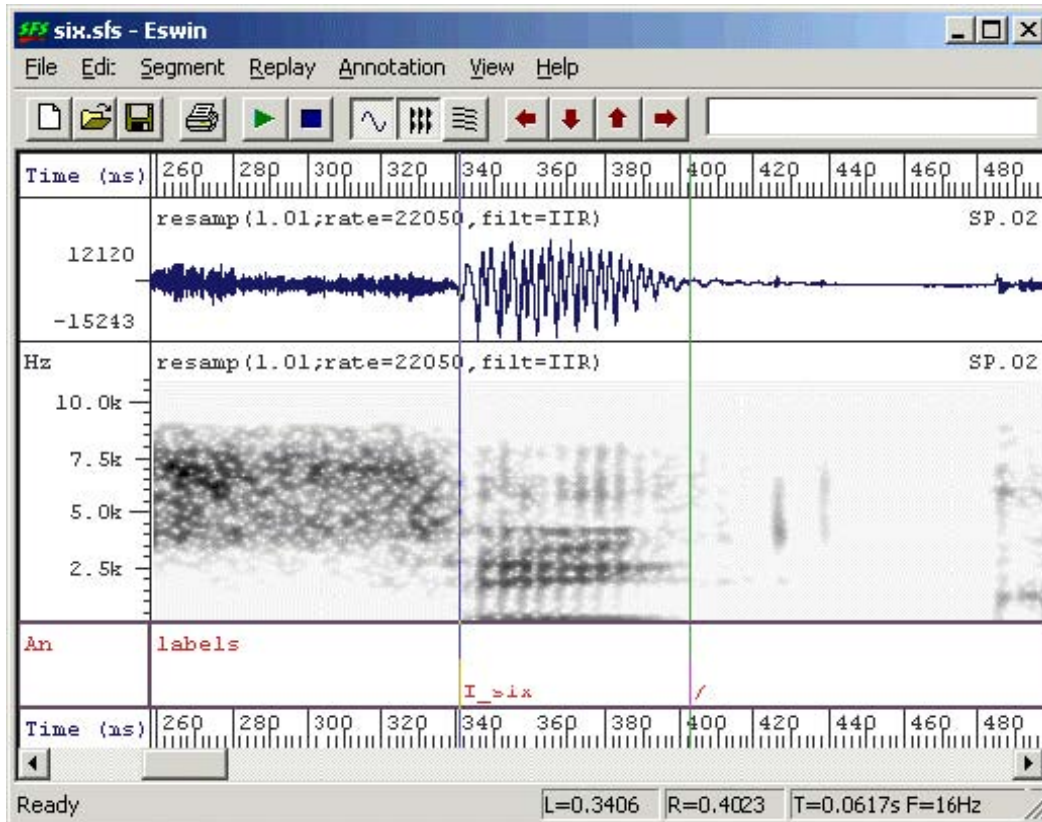 SFS six.sfs - Eswin
File Edit Segment Replay Annotation View Help
Time (ms) 260 280 300 320 340 360 380 400 420 440 460 480
resamp(1.01;rate=22050,filt=IIR) SP.02
12120
-15243
Hz resamp(1.01;rate=22050,filt=IIR) SP.02
10.0k
7.5k
5.0k
2.5k
An labels
I_six /
Time (ms) 260 280 300 320 340 360 380 400 420 440 460 480
Ready L=0.3406 R=0.4023 T=0.0617s F=16Hz